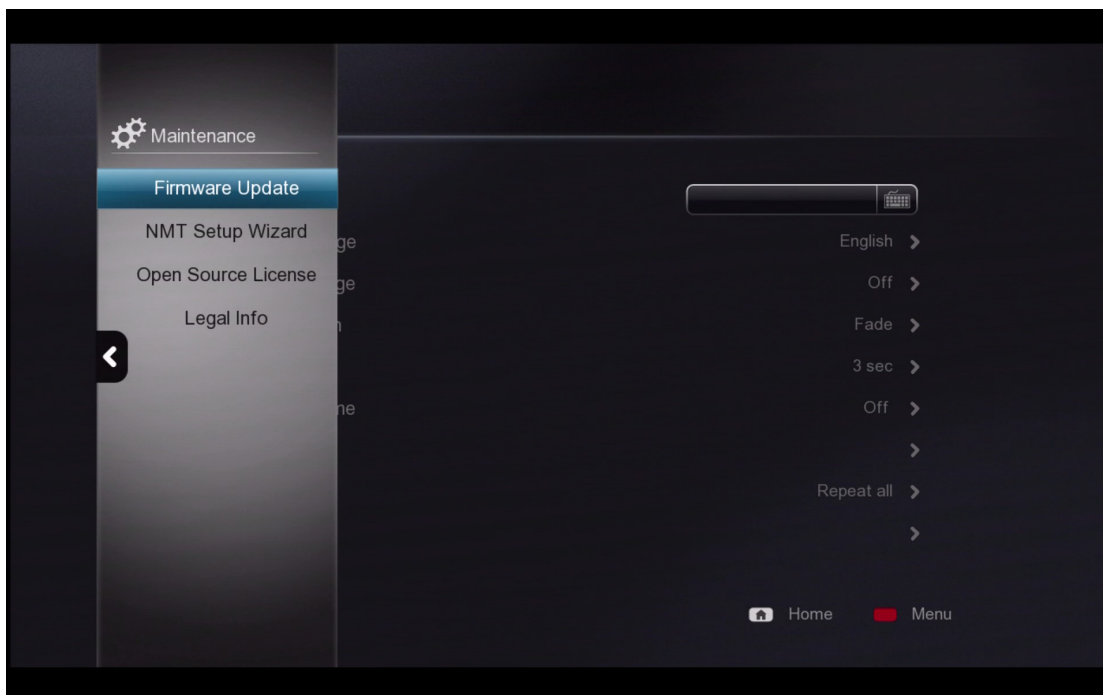 Maintenance
Firmware Update
NMT Setup Wizard
Open Source License
Legal Info
ge English
ge Off
n Fade
3 sec
ne Off
Repeat all
Home Menu